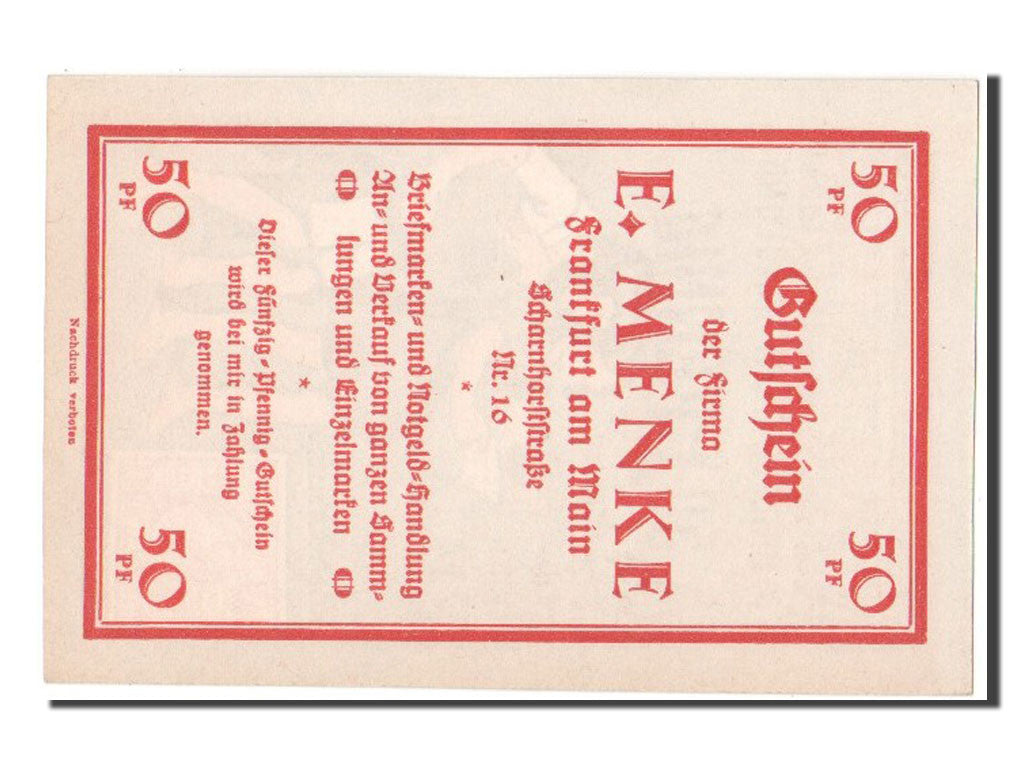 50 PF 50 PF
Gutschein
der Firma
E. MENKE
Frankfurt am Main
Scharnhorststraße
Nr. 16
*
Briefmarken- und Notgeld-Handlung
An- und Verkauf von ganzen Samm-
lungen und Einzelmarken
*
Dieser Fünfzig-Pfennig-Gutschein
wird bei mir in Zahlung
genommen.
50 PF 50 PF
Nachdruck verboten